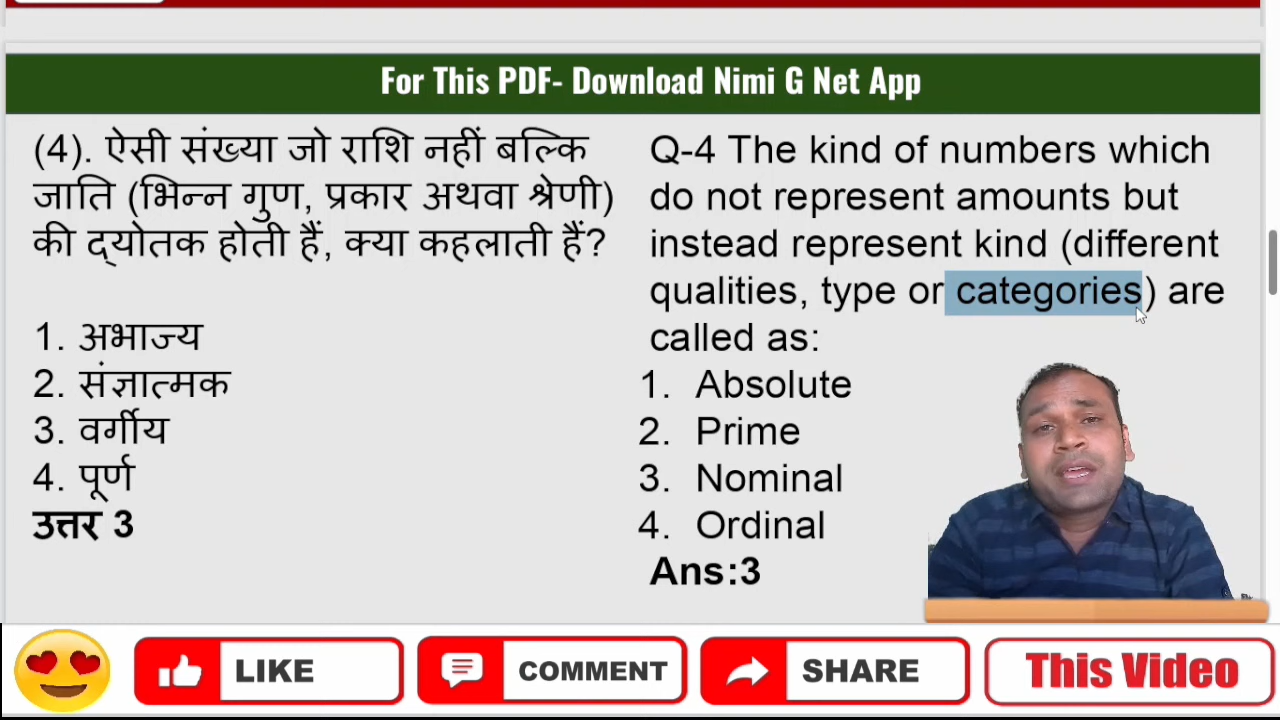 For This PDF- Download Nimi G Net App
(4). ऐसी संख्या जो राशि नहीं बल्कि
जाति (भिन्न गुण, प्रकार अथवा श्रेणी)
की द्योतक होती हैं, क्या कहलाती हैं?
1. अभाज्य
2. संज्ञात्मक
3. वर्गीय
4. पूर्ण
उत्तर 3
Q-4 The kind of numbers which
do not represent amounts but
instead represent kind (different
qualities, type or categories) are
called as:
1. Absolute
2. Prime
3. Nominal
4. Ordinal
Ans:3
LIKE
COMMENT
SHARE
This Video